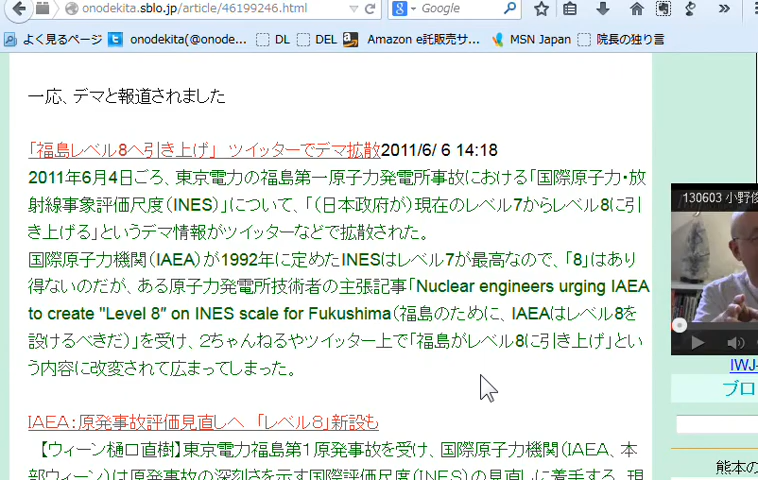 onodekita.sblo.jp/article/46199246.html
Google
よく見るページ onodekita(@onode... DL DEL Amazon e託販売サ... MSN Japan 院長の独り言
一応、デマと報道されました
「福島レベル8へ引き上げ」 ツイッターでデマ拡散2011/6/ 6 14:18
2011年6月4日ごろ、東京電力の福島第一原子力発電所事故における「国際原子力・放
射線事象評価尺度(INES)」について、「(日本政府が)現在のレベル7からレベル8に引
き上げる」というデマ情報がツイッターなどで拡散された。
国際原子力機関(IAEA)が1992年に定めたINESはレベル7が最高なので、「8」はあり
得ないのだが、ある原子力発電所技術者の主張記事「Nuclear engineers urging IAEA
to create "Level 8″ on INES scale for Fukushima(福島のために、IAEAはレベル8を
設けるべきだ)」を受け、2ちゃんねるやツイッター上で「福島がレベル8に引き上げ」とい
う内容に改変されて広まってしまった。
IAEA:原発事故評価見直しへ 「レベル8」新設も
【ウィーン樋口直樹】東京電力福島第1原発事故を受け、国際原子力機関(IAEA、本
部ウィーン)は原発事故の深刻さを示す国際評価尺度(INES)の見直しに着手する。現
130603 小野俊
IWJ-
ブロ
熊本の